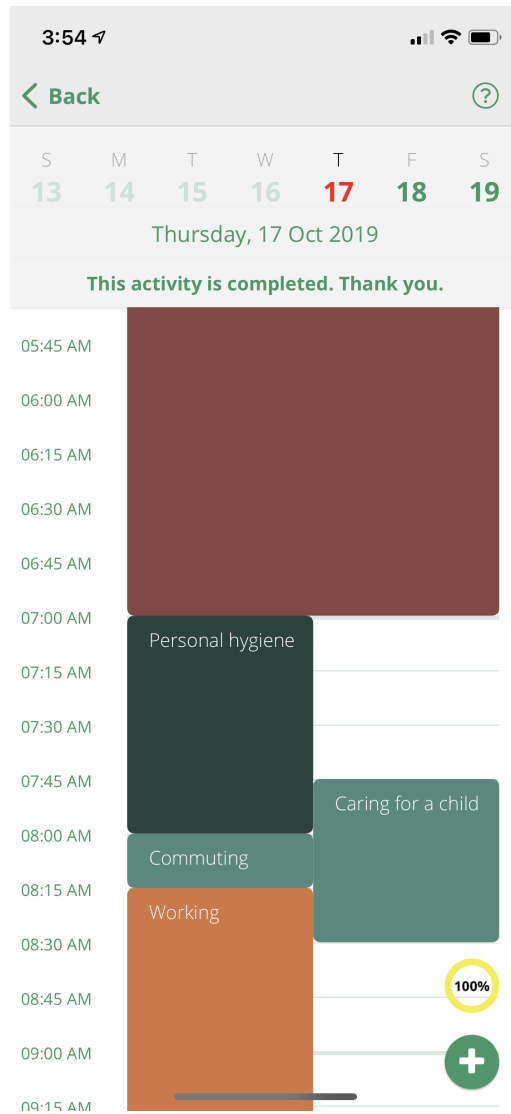 3:54
Back
?
S M T W T F S
13 14 15 16 17 18 19
Thursday, 17 Oct 2019
This activity is completed. Thank you.
05:45 AM
06:00 AM
06:15 AM
06:30 AM
06:45 AM
07:00 AM
Personal hygiene
07:15 AM
07:30 AM
07:45 AM
Caring for a child
08:00 AM
Commuting
08:15 AM
Working
08:30 AM
100%
08:45 AM
09:00 AM
09:15 AM